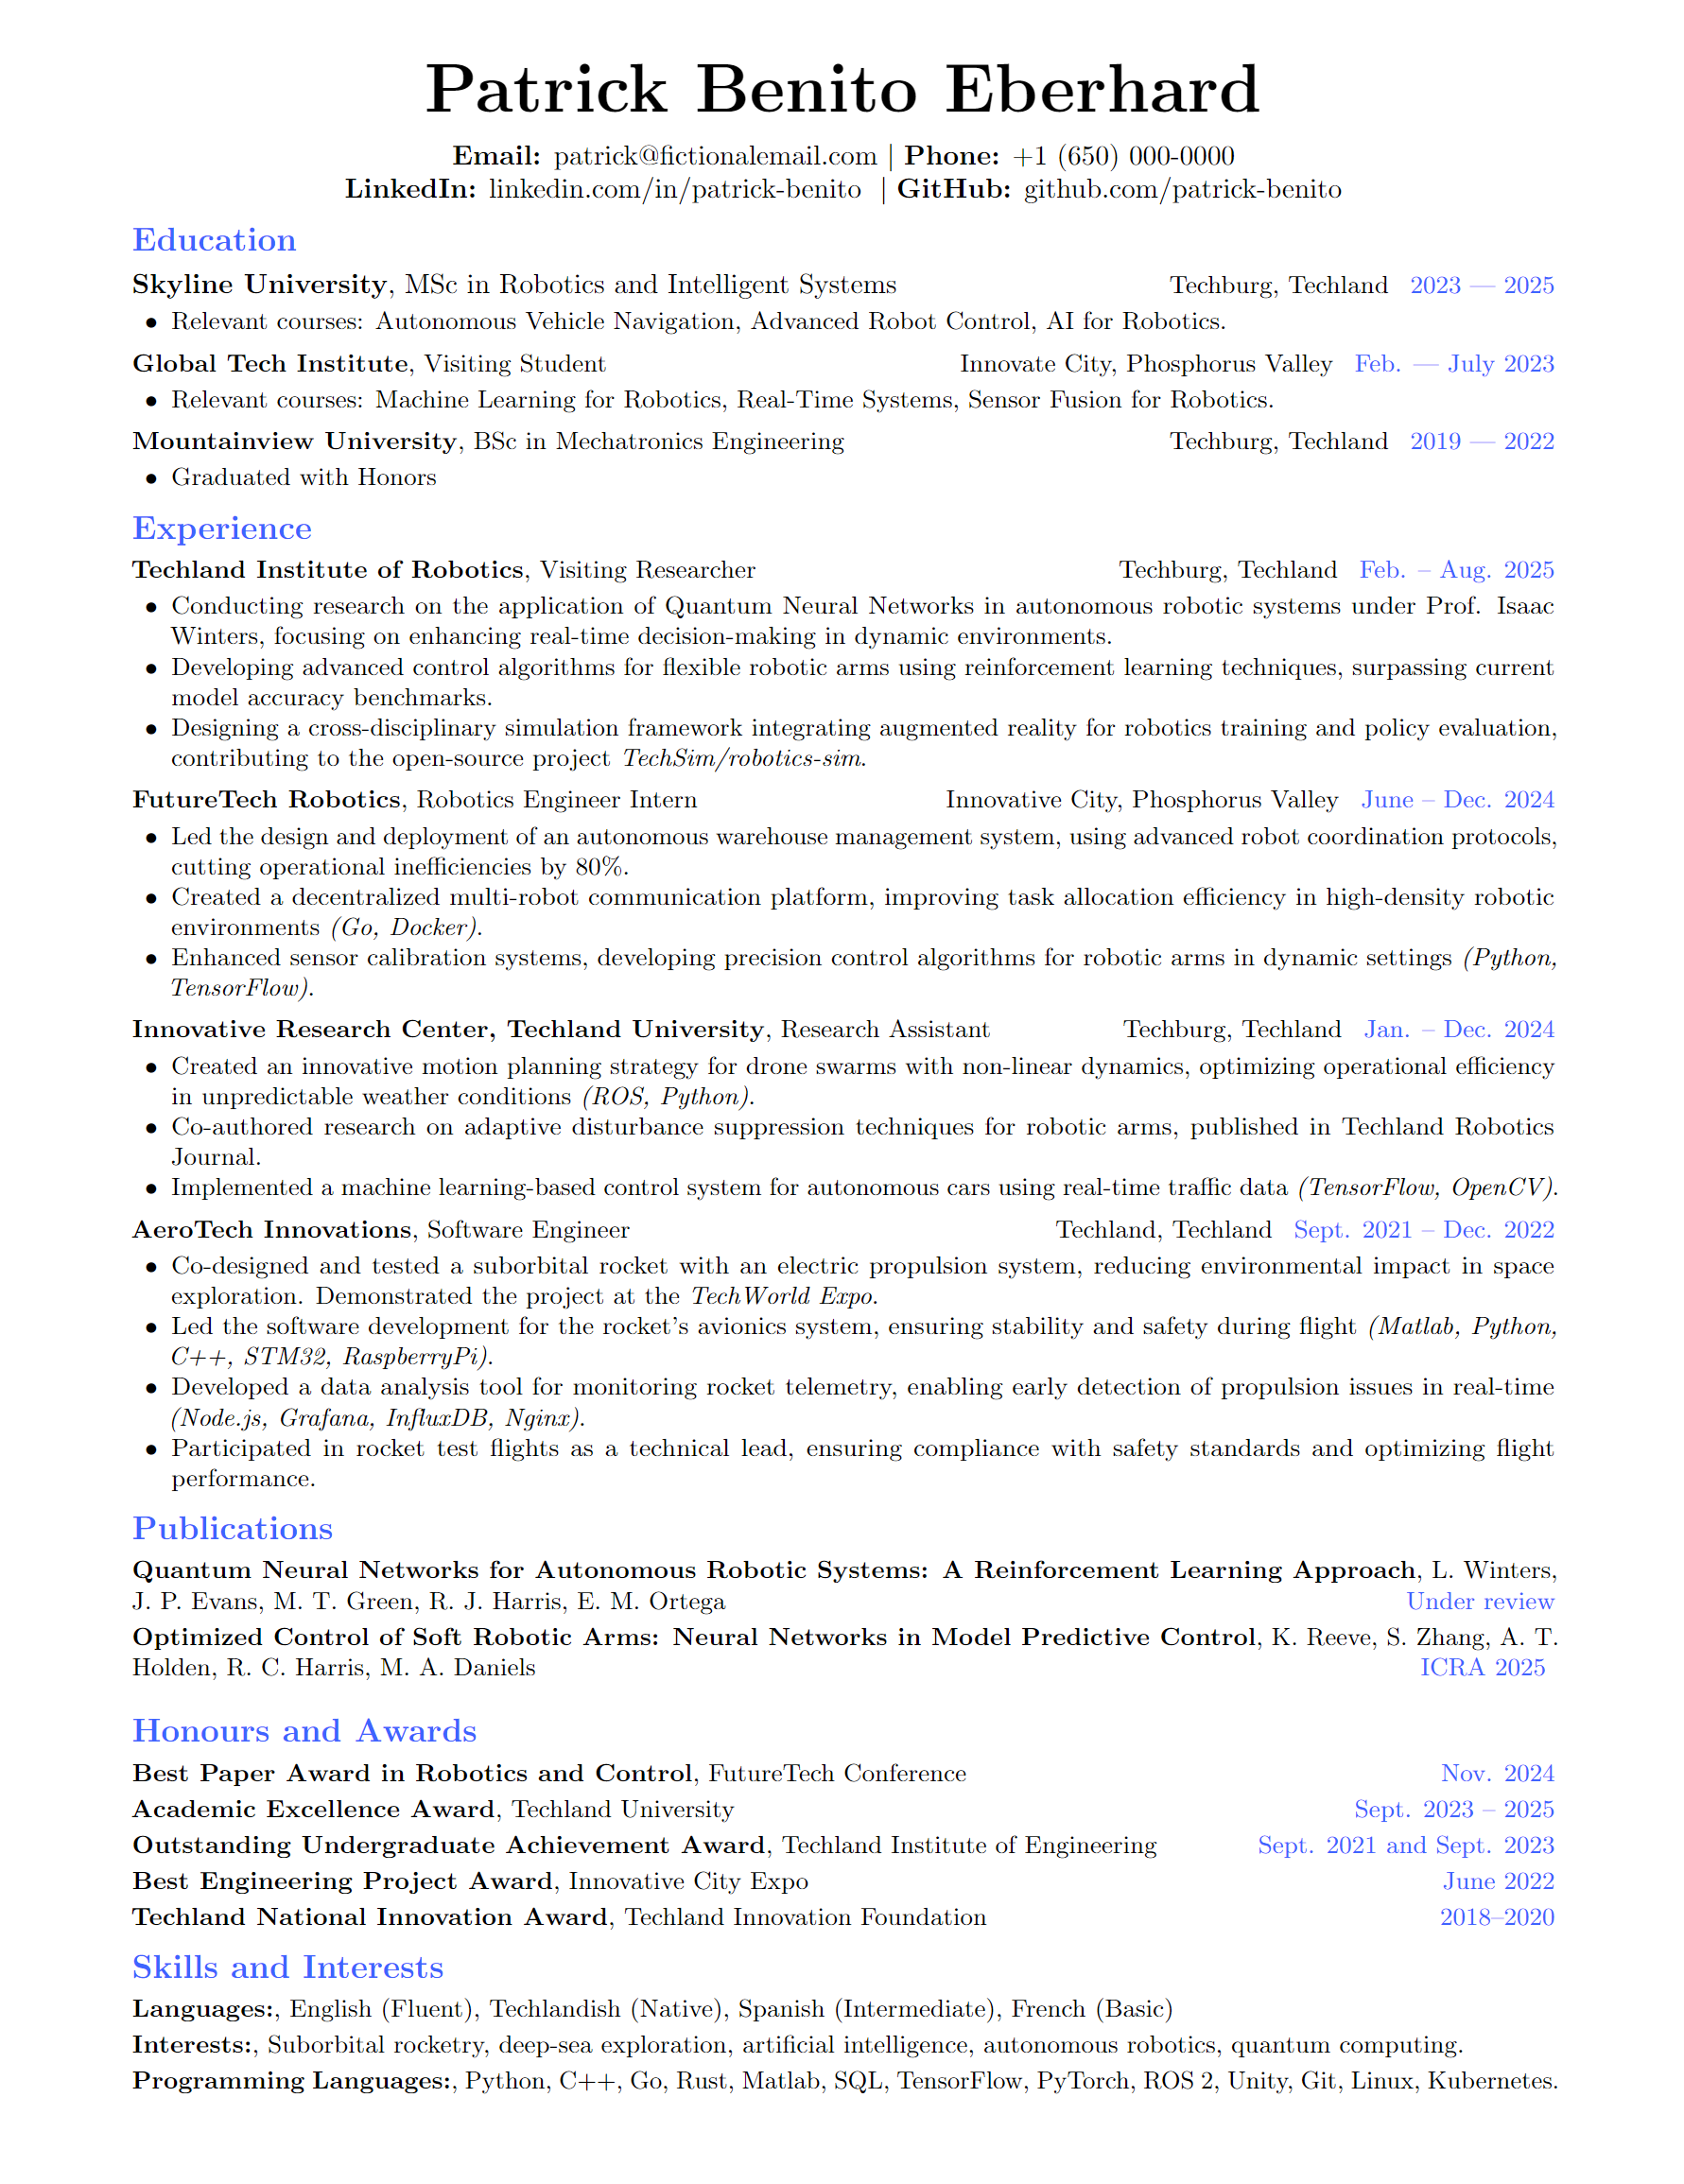 Patrick Benito Eberhard
Email: patrick@fictionalemail.com | Phone: +1 (650) 000-0000
LinkedIn: linkedin.com/in/patrick-benito | GitHub: github.com/patrick-benito
Education
Skyline University, MSc in Robotics and Intelligent Systems Techburg, Techland 2023 — 2025
• Relevant courses: Autonomous Vehicle Navigation, Advanced Robot Control, AI for Robotics.
Global Tech Institute, Visiting Student Innovate City, Phosphorus Valley Feb. — July 2023
• Relevant courses: Machine Learning for Robotics, Real-Time Systems, Sensor Fusion for Robotics.
Mountainview University, BSc in Mechatronics Engineering Techburg, Techland 2019 — 2022
• Graduated with Honors
Experience
Techland Institute of Robotics, Visiting Researcher Techburg, Techland Feb. – Aug. 2025
• Conducting research on the application of Quantum Neural Networks in autonomous robotic systems under Prof. Isaac
Winters, focusing on enhancing real-time decision-making in dynamic environments.
• Developing advanced control algorithms for flexible robotic arms using reinforcement learning techniques, surpassing current
model accuracy benchmarks.
• Designing a cross-disciplinary simulation framework integrating augmented reality for robotics training and policy evaluation,
contributing to the open-source project TechSim/robotics-sim.
FutureTech Robotics, Robotics Engineer Intern Innovative City, Phosphorus Valley June – Dec. 2024
• Led the design and deployment of an autonomous warehouse management system, using advanced robot coordination protocols,
cutting operational inefficiencies by 80%.
• Created a decentralized multi-robot communication platform, improving task allocation efficiency in high-density robotic
environments (Go, Docker).
• Enhanced sensor calibration systems, developing precision control algorithms for robotic arms in dynamic settings (Python,
TensorFlow).
Innovative Research Center, Techland University, Research Assistant Techburg, Techland Jan. – Dec. 2024
• Created an innovative motion planning strategy for drone swarms with non-linear dynamics, optimizing operational efficiency
in unpredictable weather conditions (ROS, Python).
• Co-authored research on adaptive disturbance suppression techniques for robotic arms, published in Techland Robotics
Journal.
• Implemented a machine learning-based control system for autonomous cars using real-time traffic data (TensorFlow, OpenCV).
AeroTech Innovations, Software Engineer Techland, Techland Sept. 2021 – Dec. 2022
• Co-designed and tested a suborbital rocket with an electric propulsion system, reducing environmental impact in space
exploration. Demonstrated the project at the TechWorld Expo.
• Led the software development for the rocket's avionics system, ensuring stability and safety during flight (Matlab, Python,
C++, STM32, RaspberryPi).
• Developed a data analysis tool for monitoring rocket telemetry, enabling early detection of propulsion issues in real-time
(Node.js, Grafana, InfluxDB, Nginx).
• Participated in rocket test flights as a technical lead, ensuring compliance with safety standards and optimizing flight
performance.
Publications
Quantum Neural Networks for Autonomous Robotic Systems: A Reinforcement Learning Approach, L. Winters,
J. P. Evans, M. T. Green, R. J. Harris, E. M. Ortega Under review
Optimized Control of Soft Robotic Arms: Neural Networks in Model Predictive Control, K. Reeve, S. Zhang, A. T.
Holden, R. C. Harris, M. A. Daniels ICRA 2025
Honours and Awards
Best Paper Award in Robotics and Control, FutureTech Conference Nov. 2024
Academic Excellence Award, Techland University Sept. 2023 – 2025
Outstanding Undergraduate Achievement Award, Techland Institute of Engineering Sept. 2021 and Sept. 2023
Best Engineering Project Award, Innovative City Expo June 2022
Techland National Innovation Award, Techland Innovation Foundation 2018–2020
Skills and Interests
Languages:, English (Fluent), Techlandish (Native), Spanish (Intermediate), French (Basic)
Interests:, Suborbital rocketry, deep-sea exploration, artificial intelligence, autonomous robotics, quantum computing.
Programming Languages:, Python, C++, Go, Rust, Matlab, SQL, TensorFlow, PyTorch, ROS 2, Unity, Git, Linux, Kubernetes.